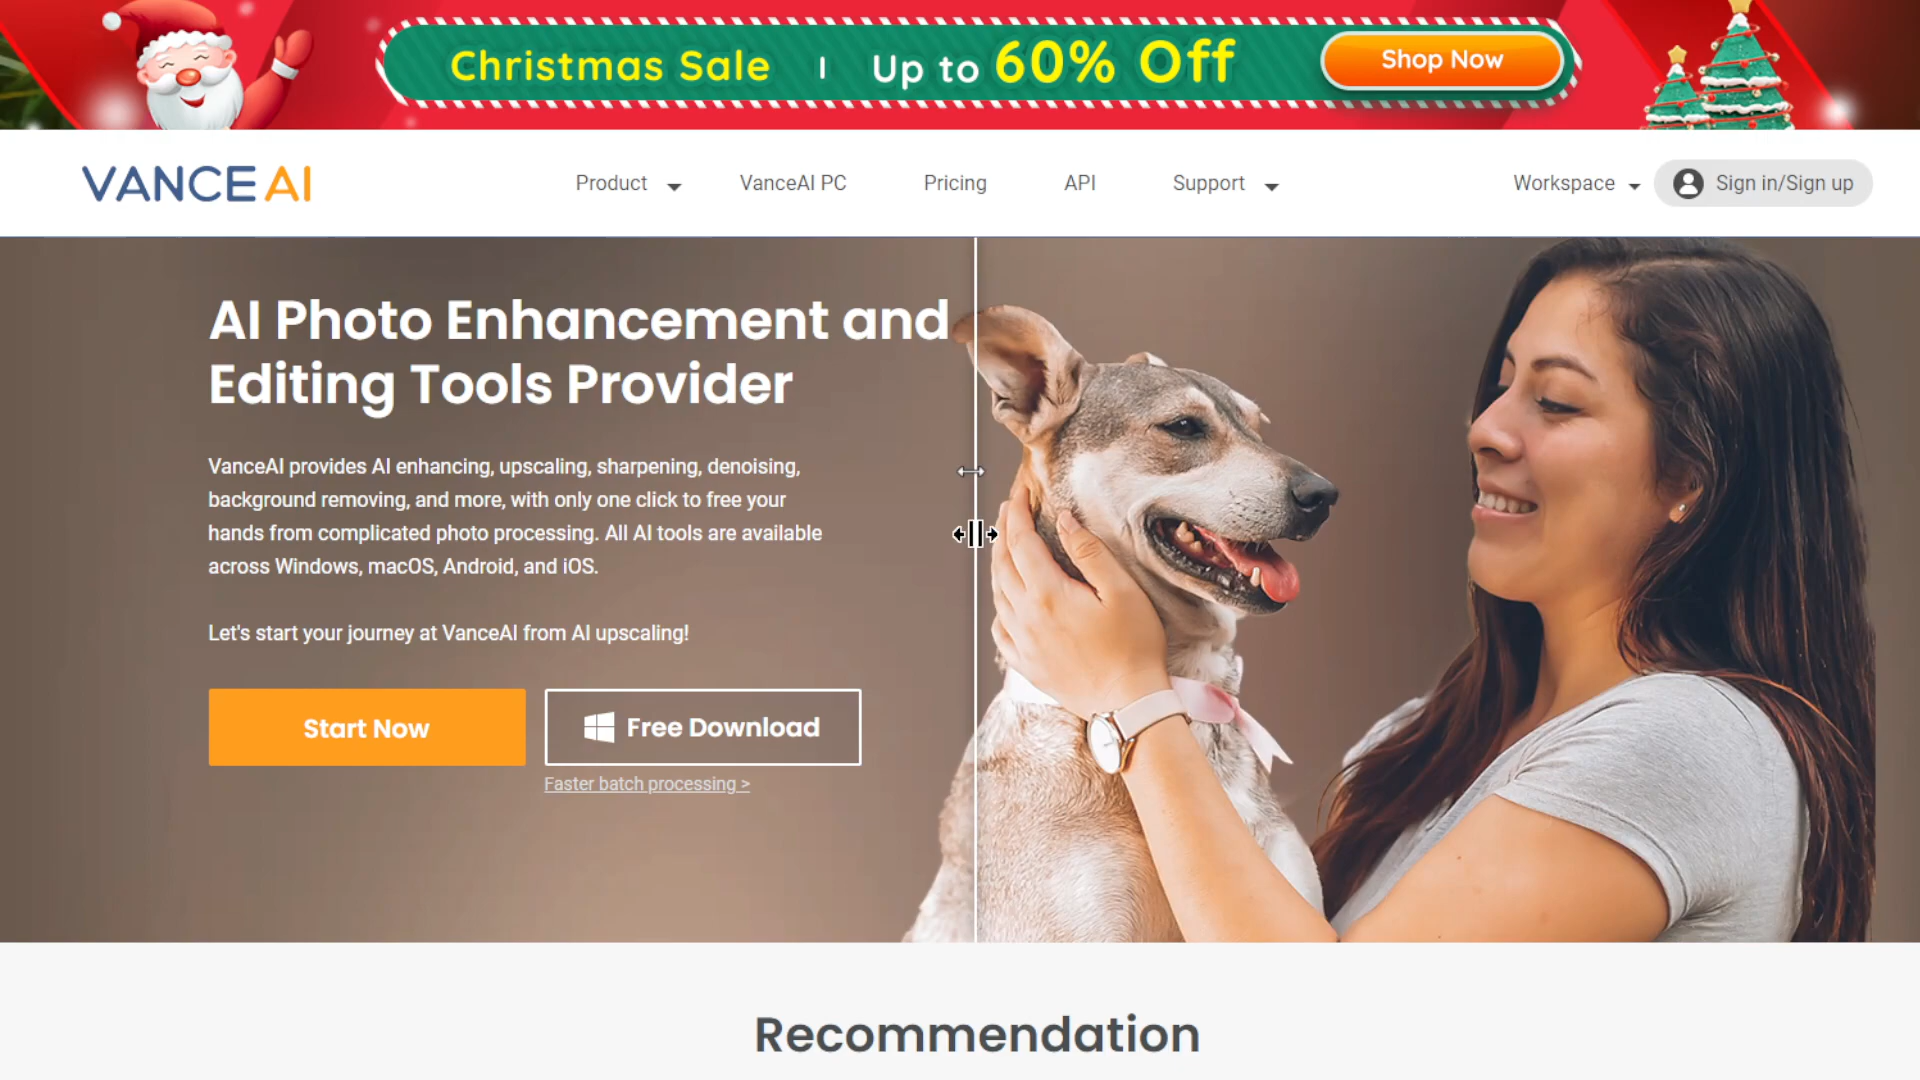 Christmas Sale | Up to 60% Off
Shop Now
VANCE AI
Product
VanceAI PC
Pricing
API
Support
Workspace
Sign in/Sign up
AI Photo Enhancement and
Editing Tools Provider
VanceAI provides AI enhancing, upscaling, sharpening, denoising,
background removing, and more, with only one click to free your
hands from complicated photo processing. All AI tools are available
across Windows, macOS, Android, and iOS.
Let's start your journey at VanceAI from AI upscaling!
Start Now
Free Download
Faster batch processing >
Recommendation